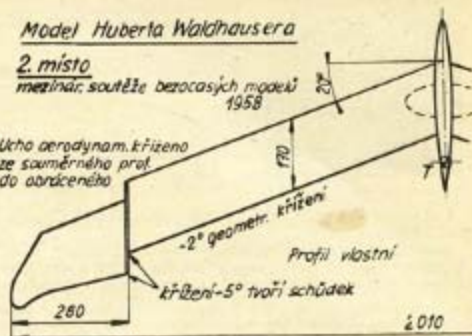 Model Huberta Waldhausera
2. místo
mezinár. soutěže bezocasých modelů
1958
Ucho aerodynam. kříženo
ze souměrného prof.
do obráceného
20°
170
T
-2° geometr. křížení
Profil vlastní
křížení -5° tvoří schůdek
280